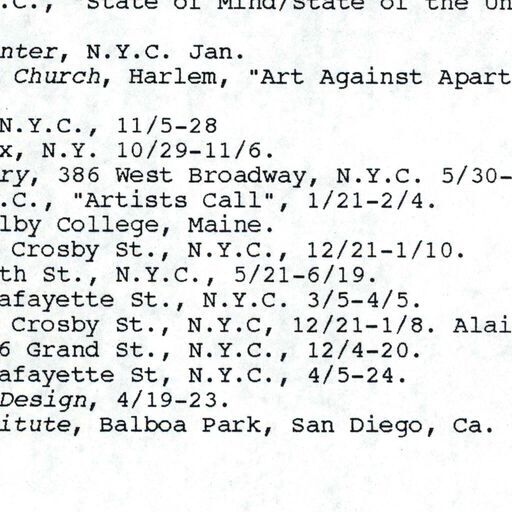 .C., "State of Mind/State of the Un
nter, N.Y.C. Jan.
Church, Harlem, "Art Against Apart
N.Y.C., 11/5-28
x, N.Y. 10/29-11/6.
ry, 386 West Broadway, N.Y.C. 5/30-
.C., "Artists Call", 1/21-2/4.
lby College, Maine.
Crosby St., N.Y.C., 12/21-1/10.
th St., N.Y.C., 5/21-6/19.
afayette St., N.Y.C. 3/5-4/5.
Crosby St., N.Y.C, 12/21-1/8. Alai
6 Grand St., N.Y.C., 12/4-20.
afayette St, N.Y.C., 4/5-24.
Design, 4/19-23.
itute, Balboa Park, San Diego, Ca.